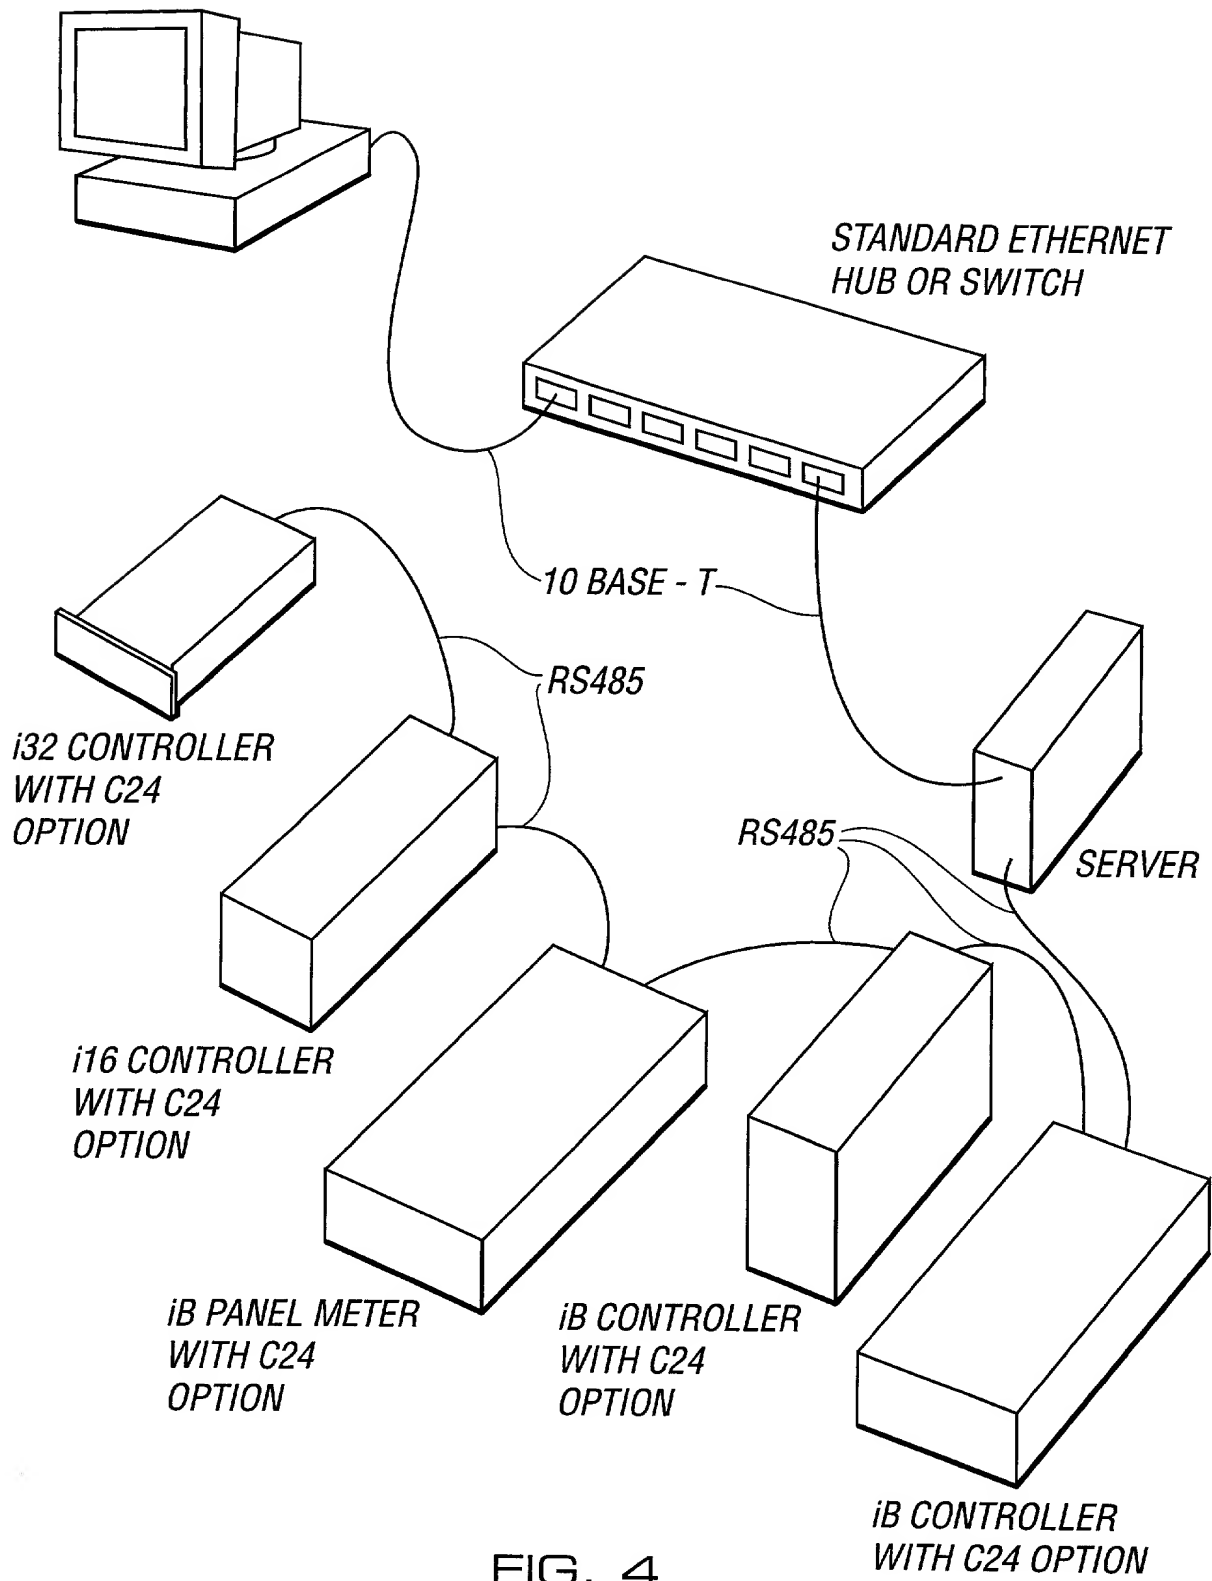 STANDARD ETHERNET
HUB OR SWITCH
10 BASE - T
RS485
i32 CONTROLLER
WITH C24
OPTION
RS485
SERVER
i16 CONTROLLER
WITH C24
OPTION
iB PANEL METER
WITH C24
OPTION
iB CONTROLLER
WITH C24
OPTION
iB CONTROLLER
WITH C24 OPTION
FIG. 4